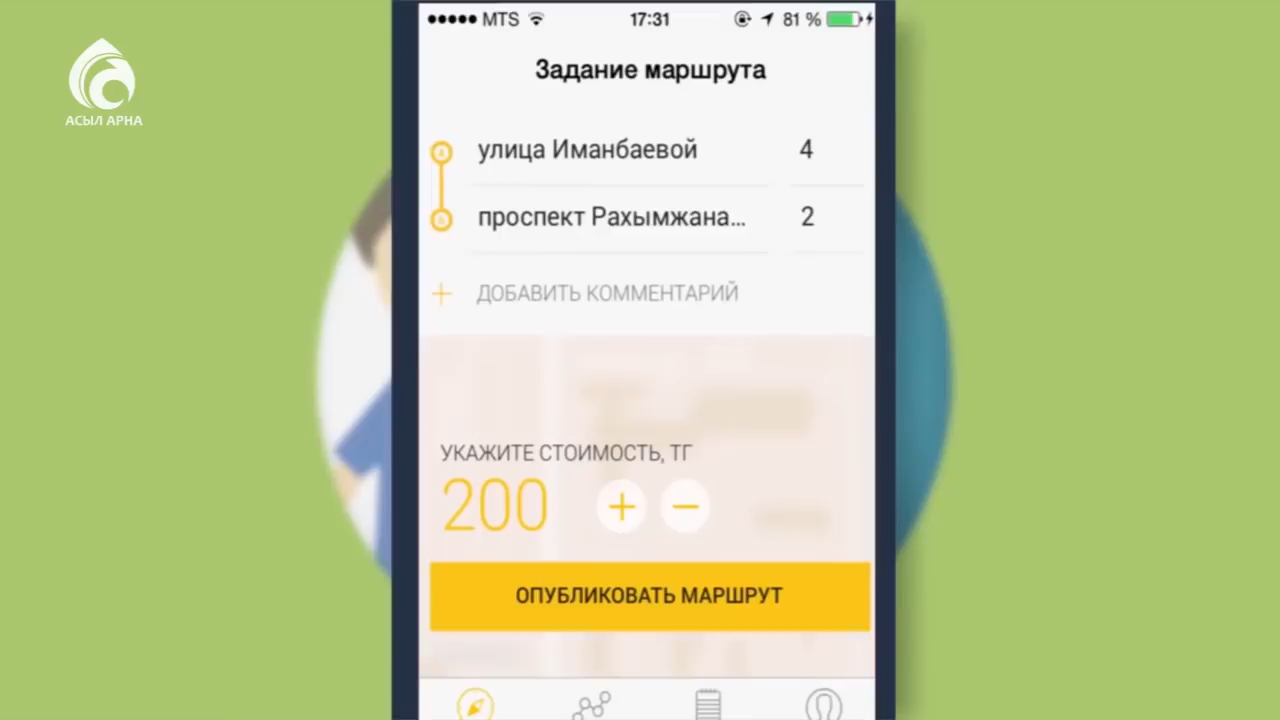 MTS 17:31 81 %
АСЫЛ АРНА
Задание маршрута
улица Иманбаевой 4
проспект Рахымжана... 2
+ ДОБАВИТЬ КОММЕНТАРИЙ
УКАЖИТЕ СТОИМОСТЬ, ТГ
200 + −
ОПУБЛИКОВАТЬ МАРШРУТ